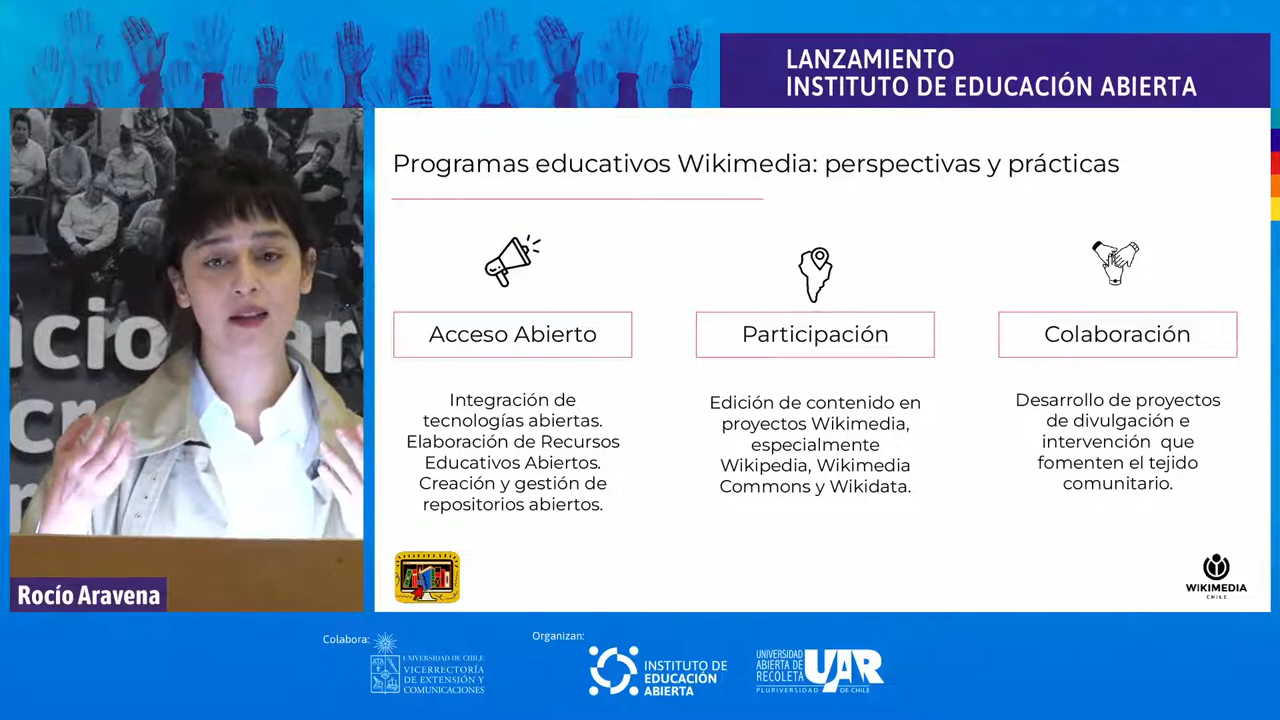 LANZAMIENTO
INSTITUTO DE EDUCACIÓN ABIERTA
Programas educativos Wikimedia: perspectivas y prácticas
Acceso Abierto
Integración de
tecnologías abiertas.
Elaboración de Recursos
Educativos Abiertos.
Creación y gestión de
repositorios abiertos.
Participación
Edición de contenido en
proyectos Wikimedia,
especialmente
Wikipedia, Wikimedia
Commons y Wikidata.
Colaboración
Desarrollo de proyectos
de divulgación e
intervención que
fomenten el tejido
comunitario.
WIKIMEDIA
CHILE
Rocío Aravena
Colabora:
UNIVERSIDAD DE CHILE
VICERRECTORÍA
DE EXTENSIÓN Y
COMUNICACIONES
Organizan:
INSTITUTO DE
EDUCACIÓN
ABIERTA
UNIVERSIDAD
ABIERTA DE
RECOLETA
UAR
PLURIVERSIDAD DE CHILE